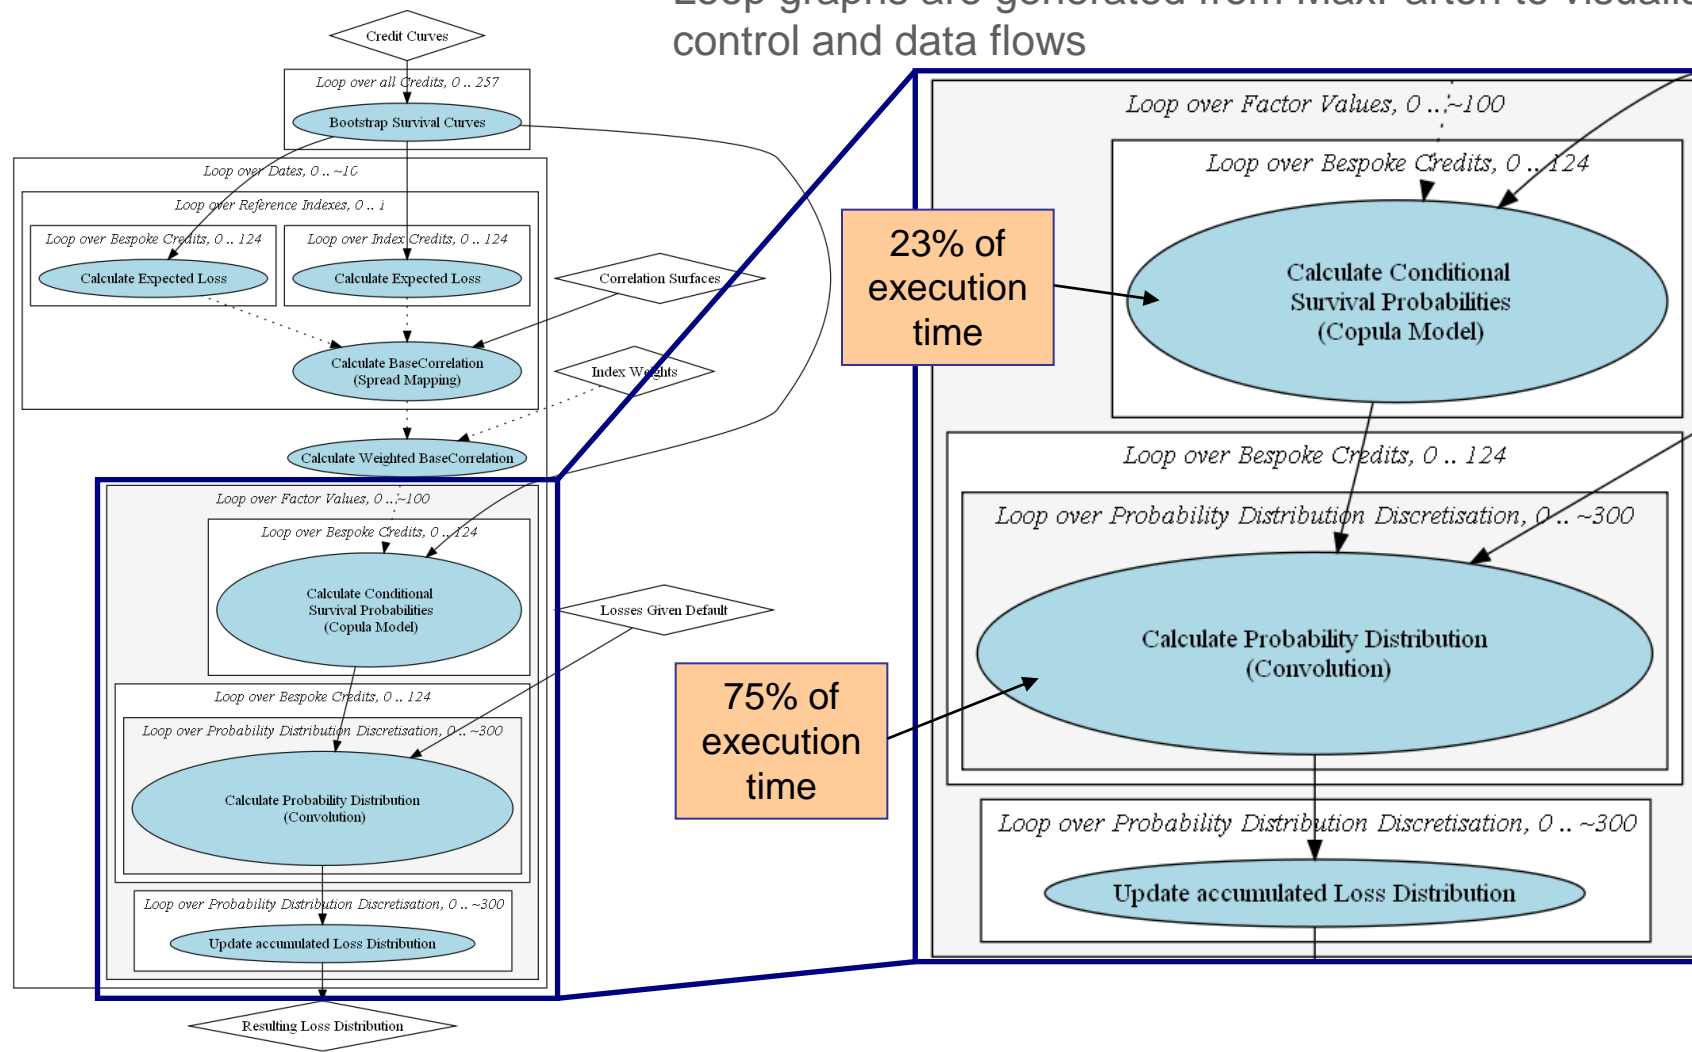 Loop graphs are generated from MaxParton to visualis
control and data flows
Credit Curves
Loop over all Credits, 0 .. 257
Bootstrap Survival Curves
Loop over Dates, 0 .. ~10
Loop over Reference Indexes, 0 .. 1
Loop over Bespoke Credits, 0 .. 124
Loop over Index Credits, 0 .. 124
Calculate Expected Loss
Calculate Expected Loss
Correlation Surfaces
Calculate BaseCorrelation
(Spread Mapping)
Index Weights
Calculate Weighted BaseCorrelation
Loop over Factor Values, 0 .. ~100
Loop over Bespoke Credits, 0 .. 124
Calculate Conditional
Survival Probabilities
(Copula Model)
Losses Given Default
Loop over Bespoke Credits, 0 .. 124
Loop over Probability Distribution Discretisation, 0 .. ~300
Calculate Probability Distribution
(Convolution)
Loop over Probability Distribution Discretisation, 0 .. ~300
Update accumulated Loss Distribution
Resulting Loss Distribution
Loop over Factor Values, 0 .. ~100
Loop over Bespoke Credits, 0 .. 124
23% of
execution
time
Calculate Conditional
Survival Probabilities
(Copula Model)
Loop over Bespoke Credits, 0 .. 124
Loop over Probability Distribution Discretisation, 0 .. ~300
75% of
execution
time
Calculate Probability Distribution
(Convolution)
Loop over Probability Distribution Discretisation, 0 .. ~300
Update accumulated Loss Distribution